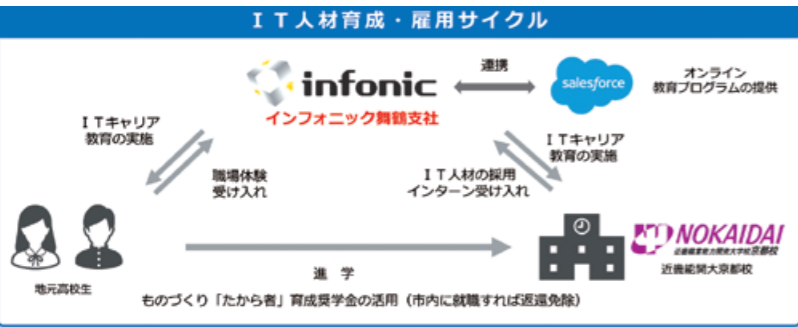 ＩＴ人材育成・雇用サイクル
infonic
インフォニック舞鶴支社
連携
salesforce
オンライン
教育プログラムの提供
ＩＴキャリア
教育の実施
職場体験
受け入れ
ＩＴ人材の採用
インターン受け入れ
ＩＴキャリア
教育の実施
地元高校生
進 学
NOKAIDAI
近畿職業能力開発大学校京都校
近畿能開大京都校
ものづくり「たから者」育成奨学金の活用（市内に就職すれば返還免除）